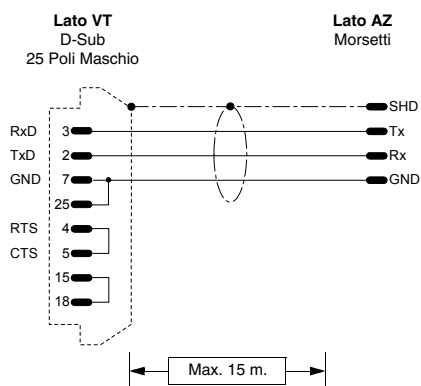 Lato VT
D-Sub
25 Poli Maschio
Lato AZ
Morsetti
SHD
RxD 3 Tx
TxD 2 Rx
GND 7 GND
25
RTS 4
CTS 5
15
18
Max. 15 m.